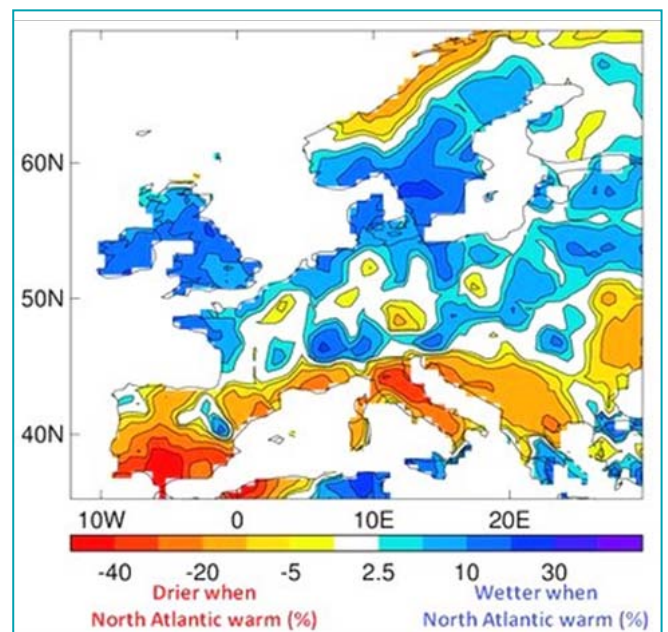 60N
50N
40N
10W 0 10E 20E
-40 -20 -5 2.5 10 30
Drier when Wetter when
North Atlantic warm (%) North Atlantic warm (%)